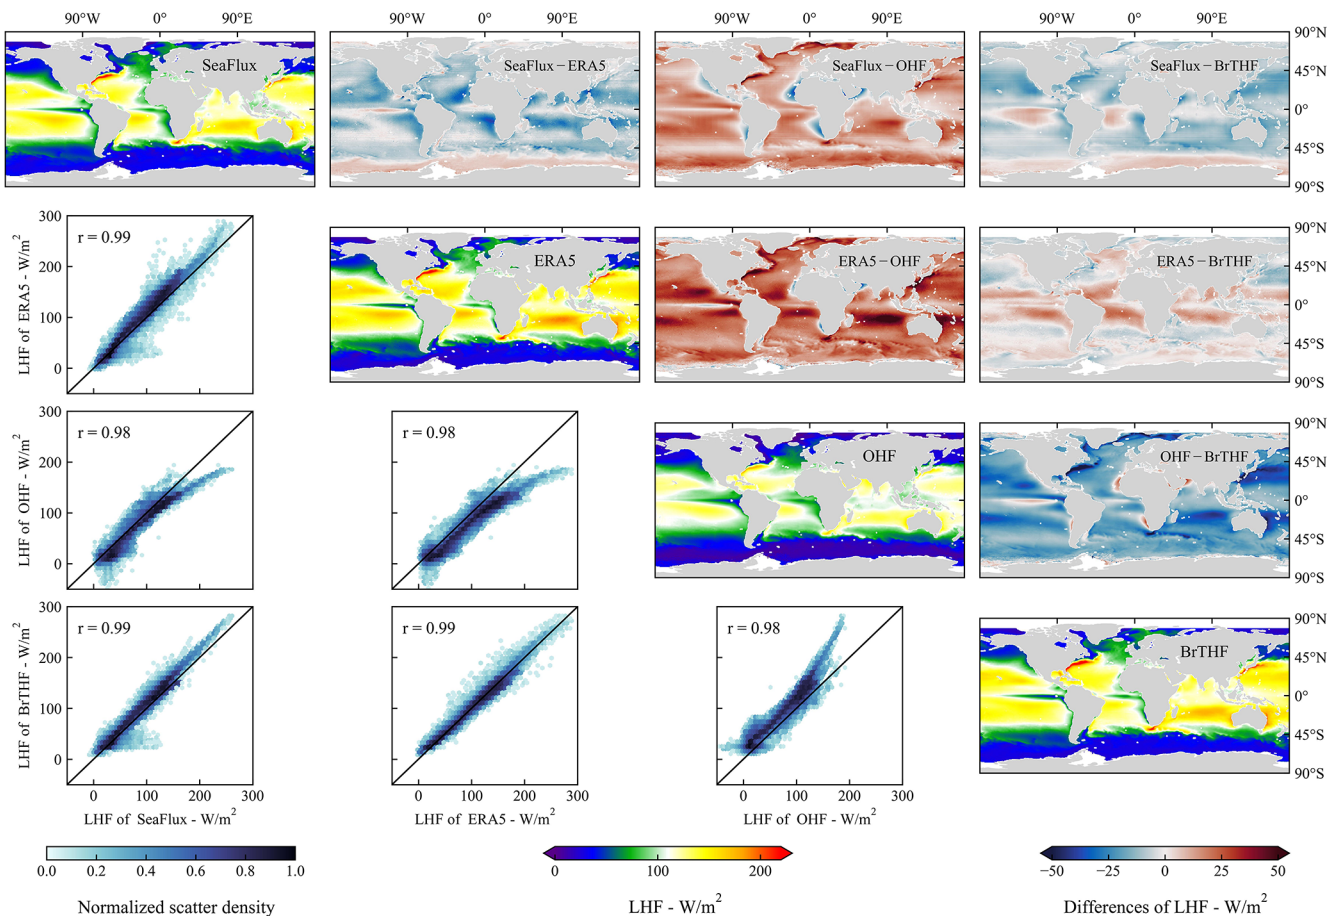 90°W 0° 90°E 90°W 0° 90°E 90°W 0° 90°E 90°W 0° 90°E
90°N
SeaFlux SeaFlux – ERA5 SeaFlux – OHF SeaFlux – BrTHF
45°N
0°
45°S
90°S
300
r = 0.99
200
100
0
LHF of ERA5 - W/m²
90°N
ERA5 ERA5 – OHF ERA5 – BrTHF
45°N
0°
45°S
90°S
300
r = 0.98 r = 0.98
200
100
0
LHF of OHF - W/m²
90°N
OHF OHF – BrTHF
45°N
0°
45°S
90°S
300
r = 0.99 r = 0.99 r = 0.98
200
100
0
LHF of BrTHF - W/m²
90°N
BrTHF
45°N
0°
45°S
90°S
0 100 200 300 0 100 200 300 0 100 200 300
LHF of SeaFlux - W/m² LHF of ERA5 - W/m² LHF of OHF - W/m²
0.0 0.2 0.4 0.6 0.8 1.0
Normalized scatter density
0 100 200
LHF - W/m²
−50 −25 0 25 50
Differences of LHF - W/m²